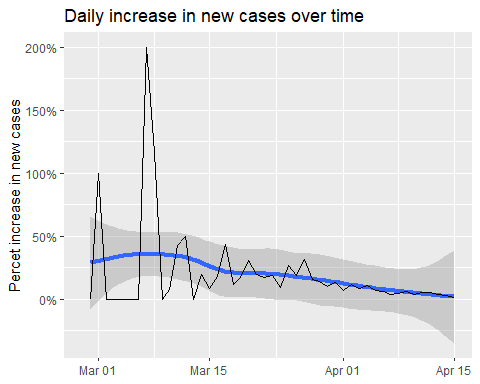 Daily increase in new cases over time
Percet increase in new cases
200%
150%
100%
50%
0%
Mar 01
Mar 15
Apr 01
Apr 15